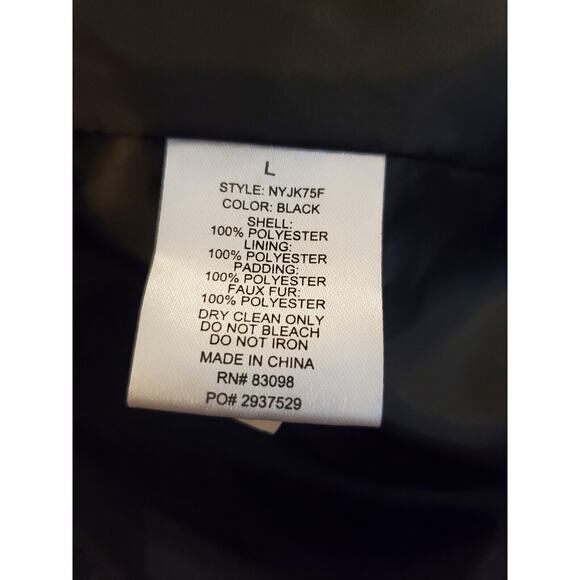 L
STYLE: NYJK75F
COLOR: BLACK
SHELL:
100% POLYESTER
LINING:
100% POLYESTER
PADDING:
100% POLYESTER
FAUX FUR:
100% POLYESTER
DRY CLEAN ONLY
DO NOT BLEACH
DO NOT IRON
MADE IN CHINA
RN# 83098
PO# 2937529